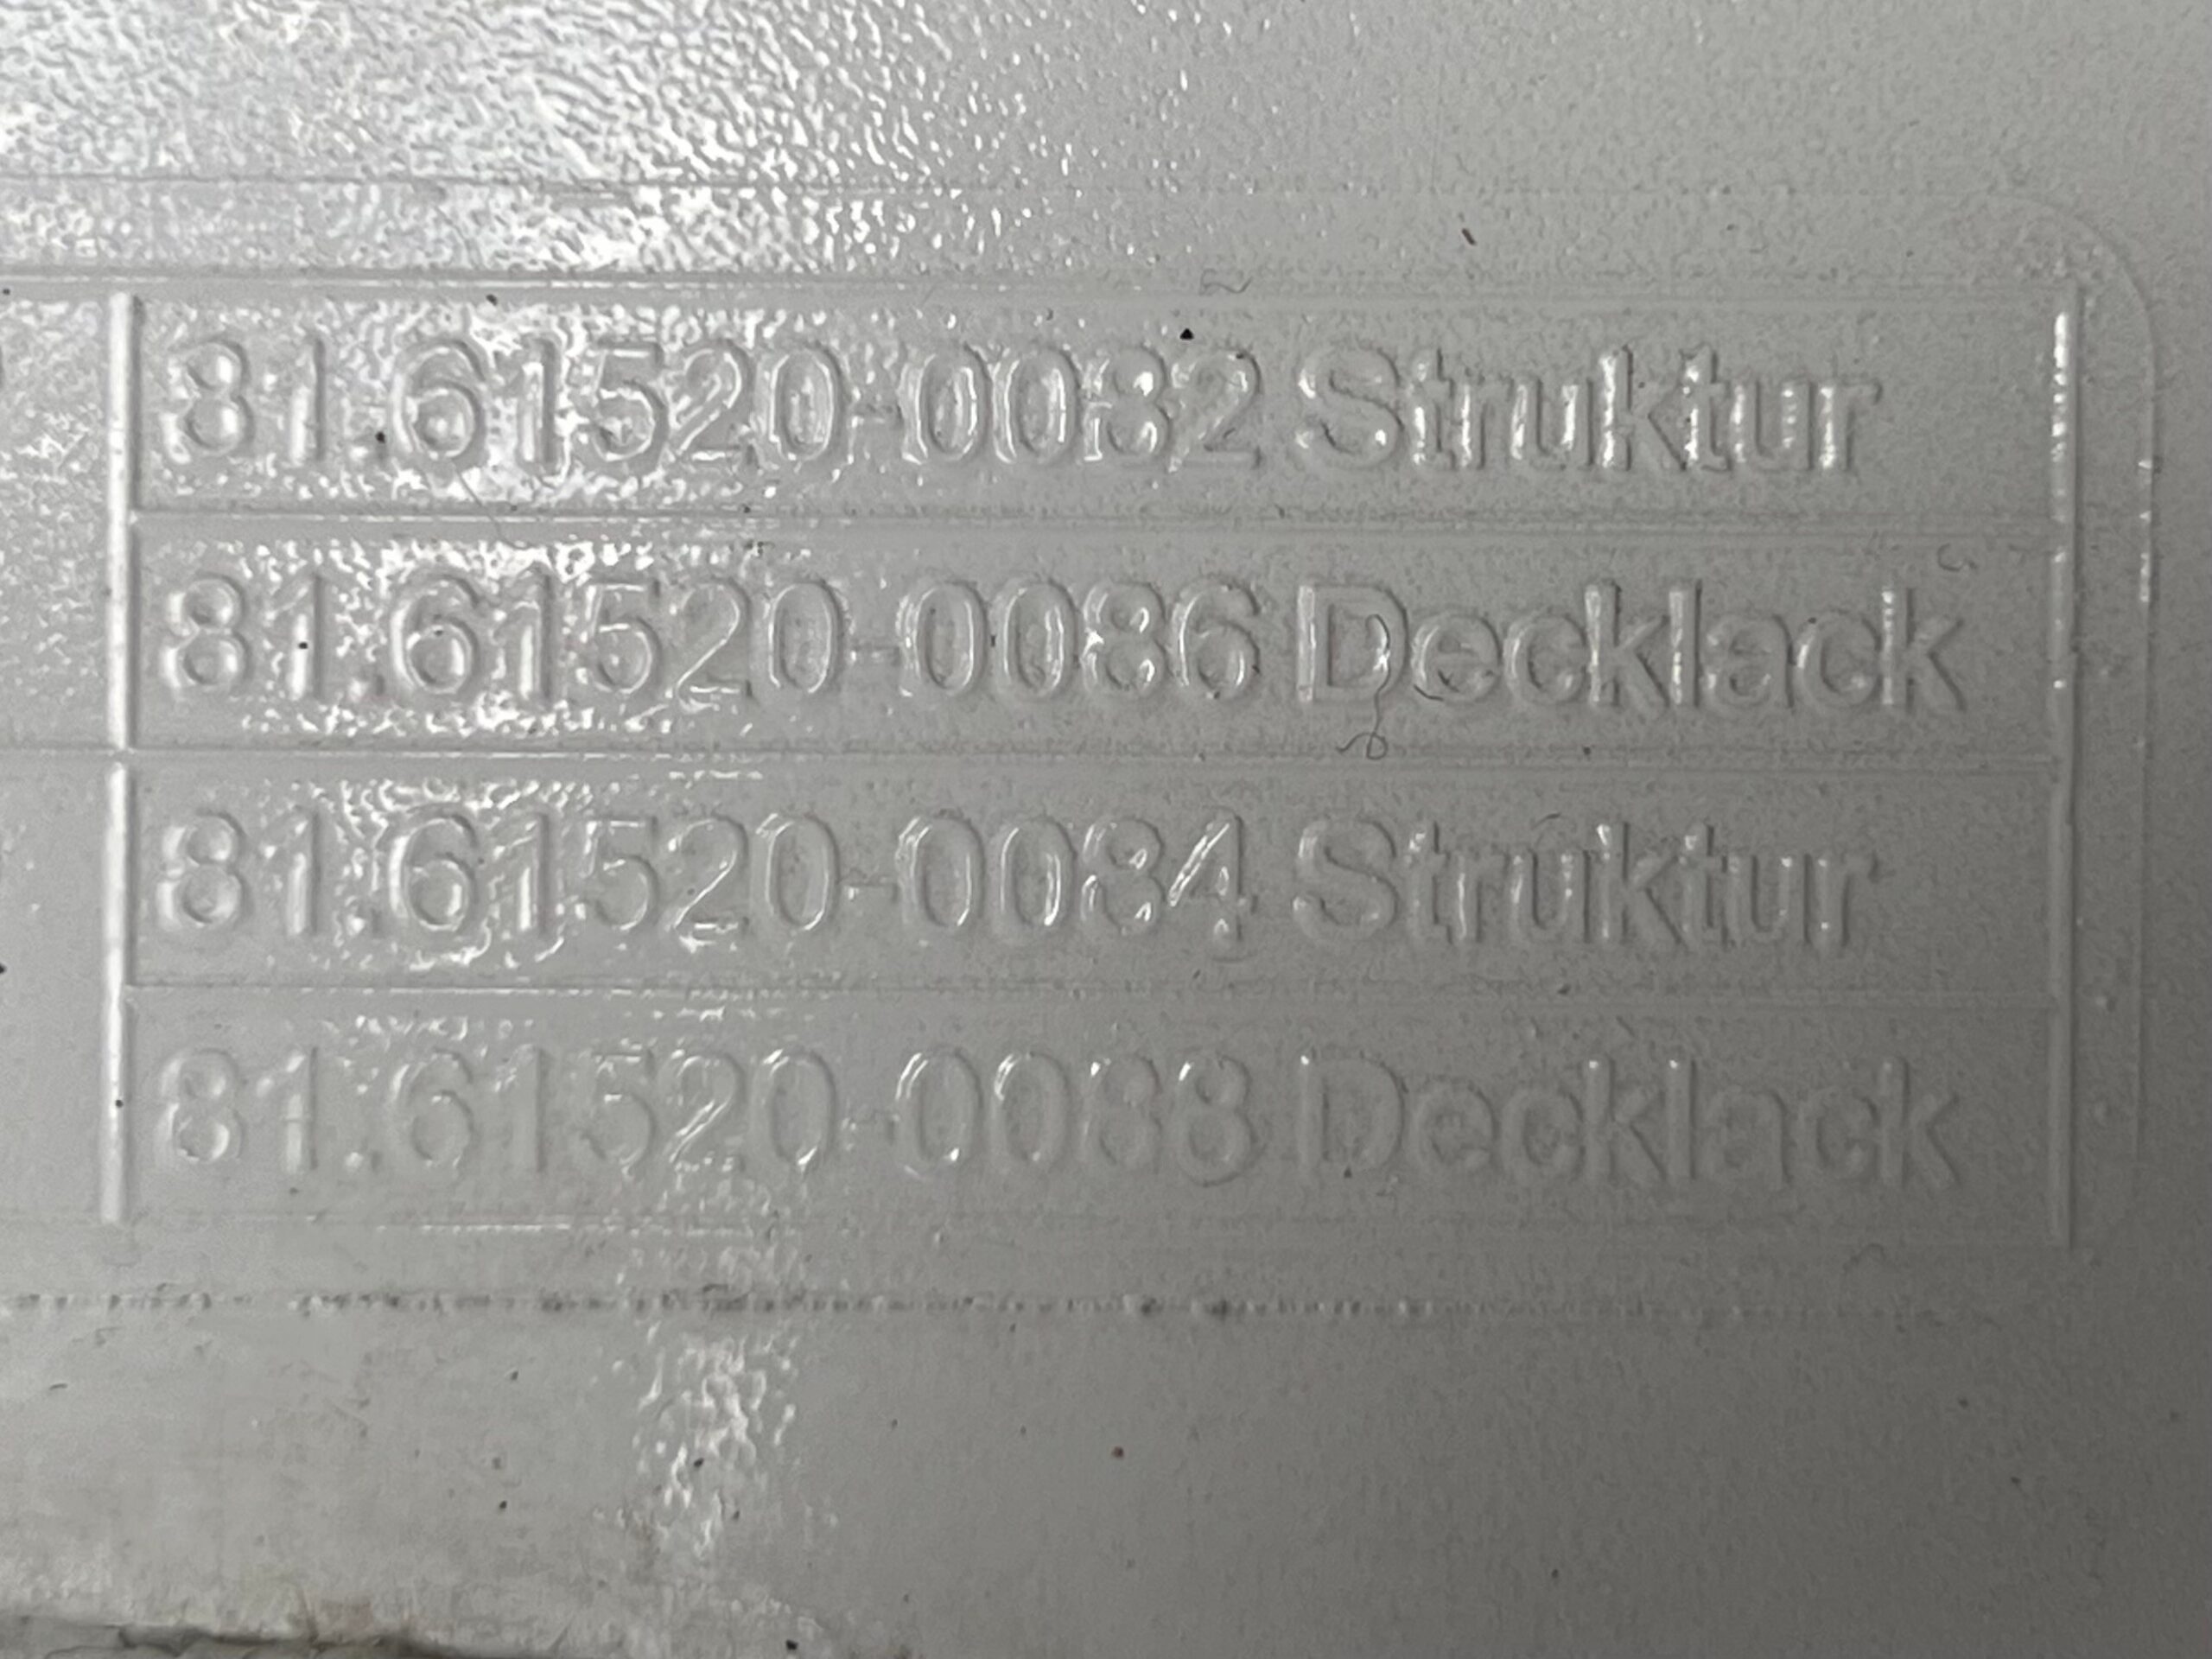 81.61520-0082 Struktur
81.61520-0086 Decklack
81.61520-0084 Struktur
81.61520-0088 Decklack